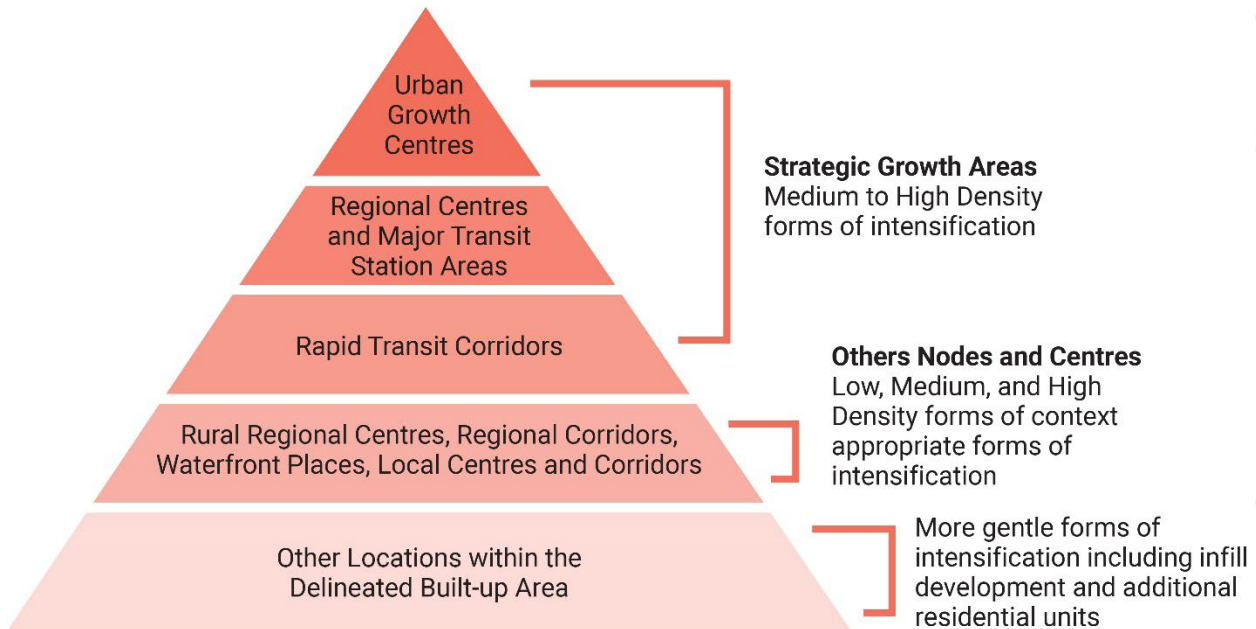 Urban
Growth
Centres
Regional Centres
and Major Transit
Station Areas
Rapid Transit Corridors
Rural Regional Centres, Regional Corridors,
Waterfront Places, Local Centres and Corridors
Other Locations within the
Delineated Built-up Area
Strategic Growth Areas
Medium to High Density
forms of intensification
Others Nodes and Centres
Low, Medium, and High
Density forms of context
appropriate forms of
intensification
More gentle forms of
intensification including infill
development and additional
residential units